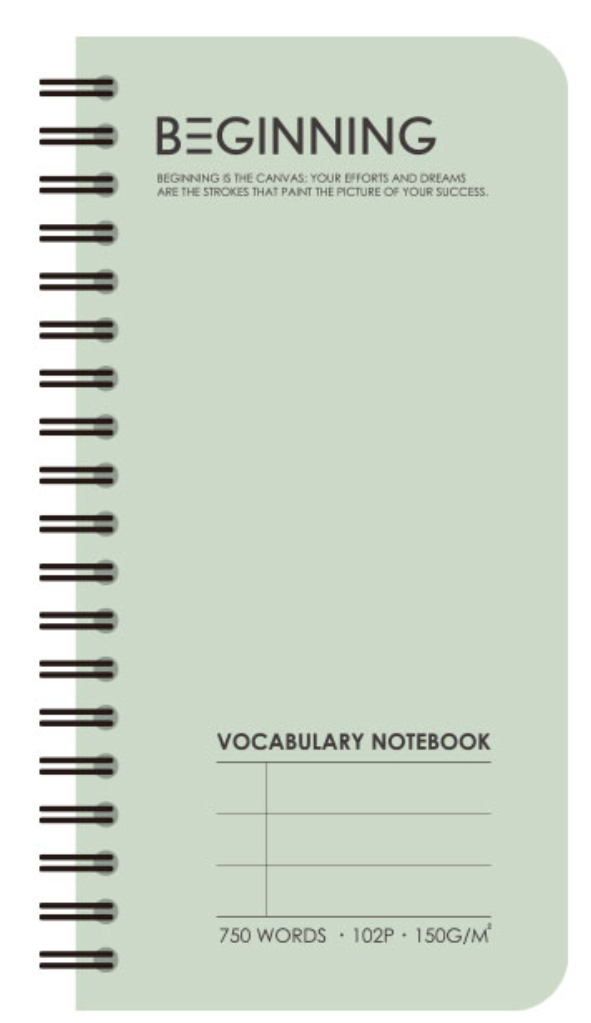 BEGINNING
BEGINNING IS THE CANVAS: YOUR EFFORTS AND DREAMS
ARE THE STROKES THAT PAINT THE PICTURE OF YOUR SUCCESS.
VOCABULARY NOTEBOOK
750 WORDS · 102P · 150G/M²